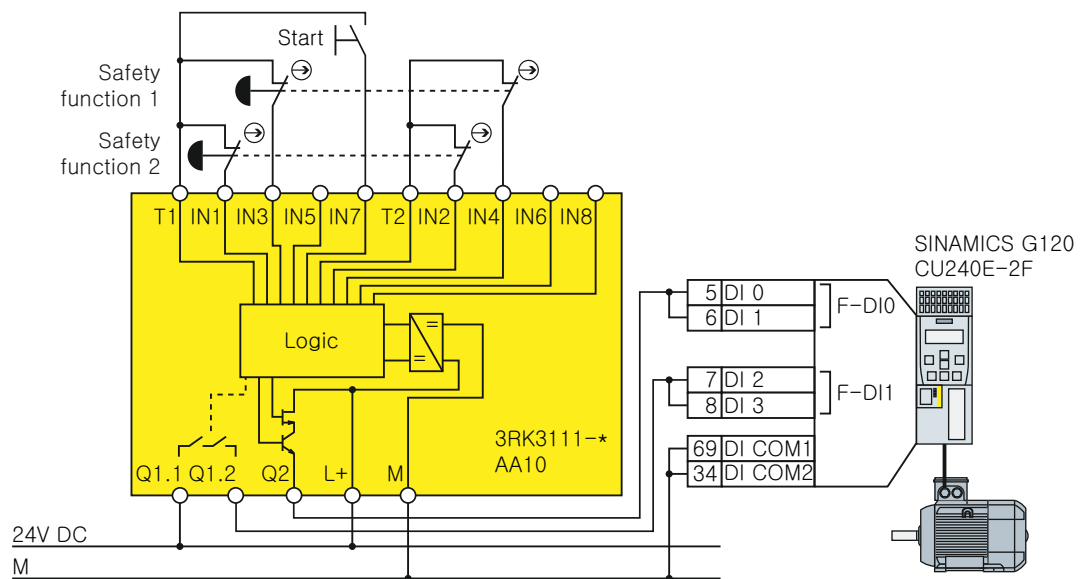 Start
Safety
function 1
Safety
function 2
T1 IN1 IN3 IN5 IN7 T2 IN2 IN4 IN6 IN8
Logic
=
=
3RK3111-*
AA10
Q1.1 Q1.2 Q2 L+ M
24V DC
M
SINAMICS G120
CU240E-2F
5 DI 0
6 DI 1
F-DI0
7 DI 2
8 DI 3
F-DI1
69 DI COM1
34 DI COM2